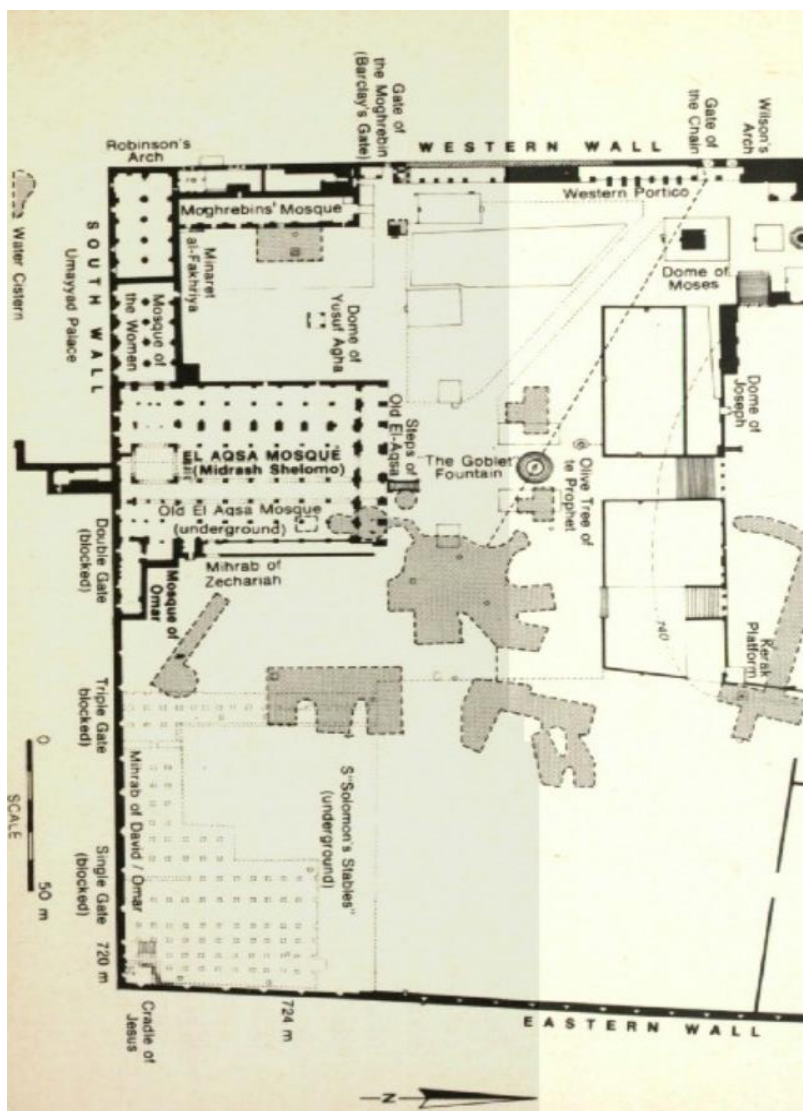 Wilson's
Arch
Gate of
the Chain
WESTERN WALL
Gate of
the Moghrebin
(Barclay's Gate)
Robinson's
Arch
Western Portico
Moghrebins' Mosque
Minaret
al-Fakhriya
Dome of
Moses
Water Cistern
SOUTH WALL
Umayyad Palace
Mosque of
the Women
Dome of
Yusuf Agha
Dome of
Joseph
Steps of
Old El-Aqsa
EL AQSA MOSQUE
(Midrash Shelomo)
The Goblet
Fountain
Olive Tree of
te Prophet
Old El Aqsa Mosque
(underground)
Double Gate
(blocked)
Mosque of
Omar
Mihrab of
Zechariah
140
Kerak
Platform
Triple Gate
blocked)
Mihrab of David / Omar
S"Solomon's Stables"
(underground)
0
SCALE
50 m
Single Gate
(blocked)
720 m
Cradle of
Jesus
724 m
EASTERN WALL
N